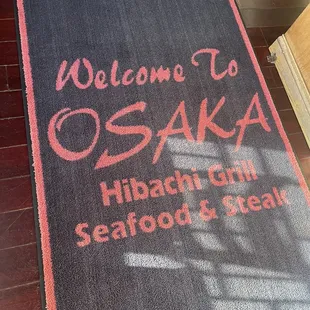 Welcome To
OSAKA
Hibachi Grill
Seafood & Steak